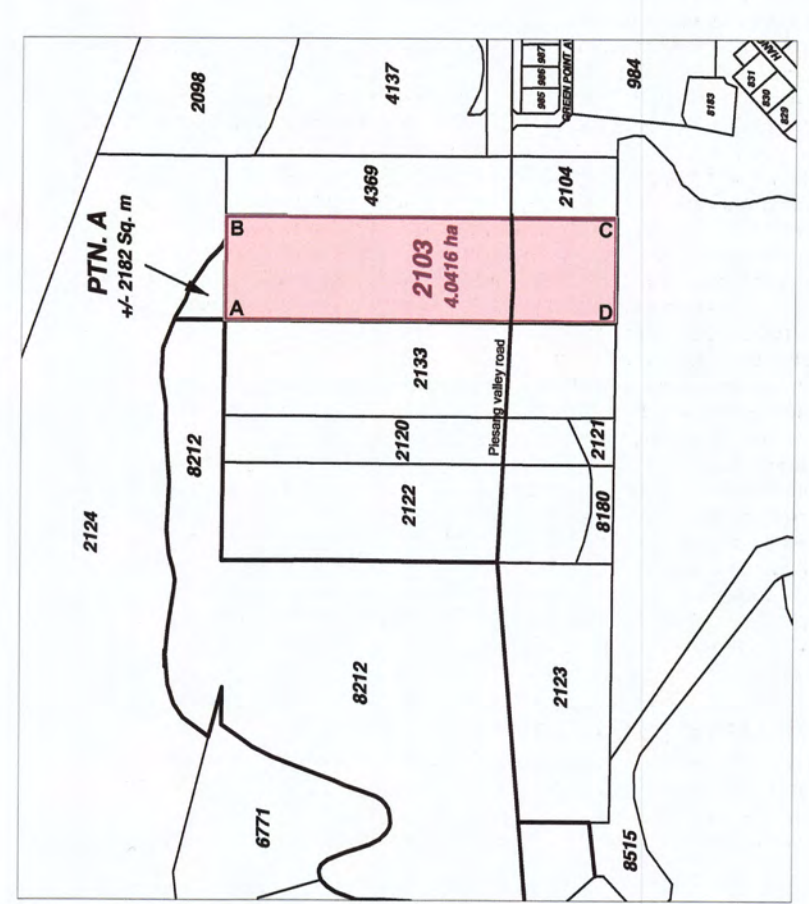 2098
4137
985 986 987
GREEN POINT A
984
8183
HAN
831
830
829
PTN. A
+/- 2182 Sq. m
4369
2104
B
C
2103
4.0416 ha
A
D
2133
Piesang valley road
8212
2120
2121
2124
2122
8180
8212
2123
6771
8515